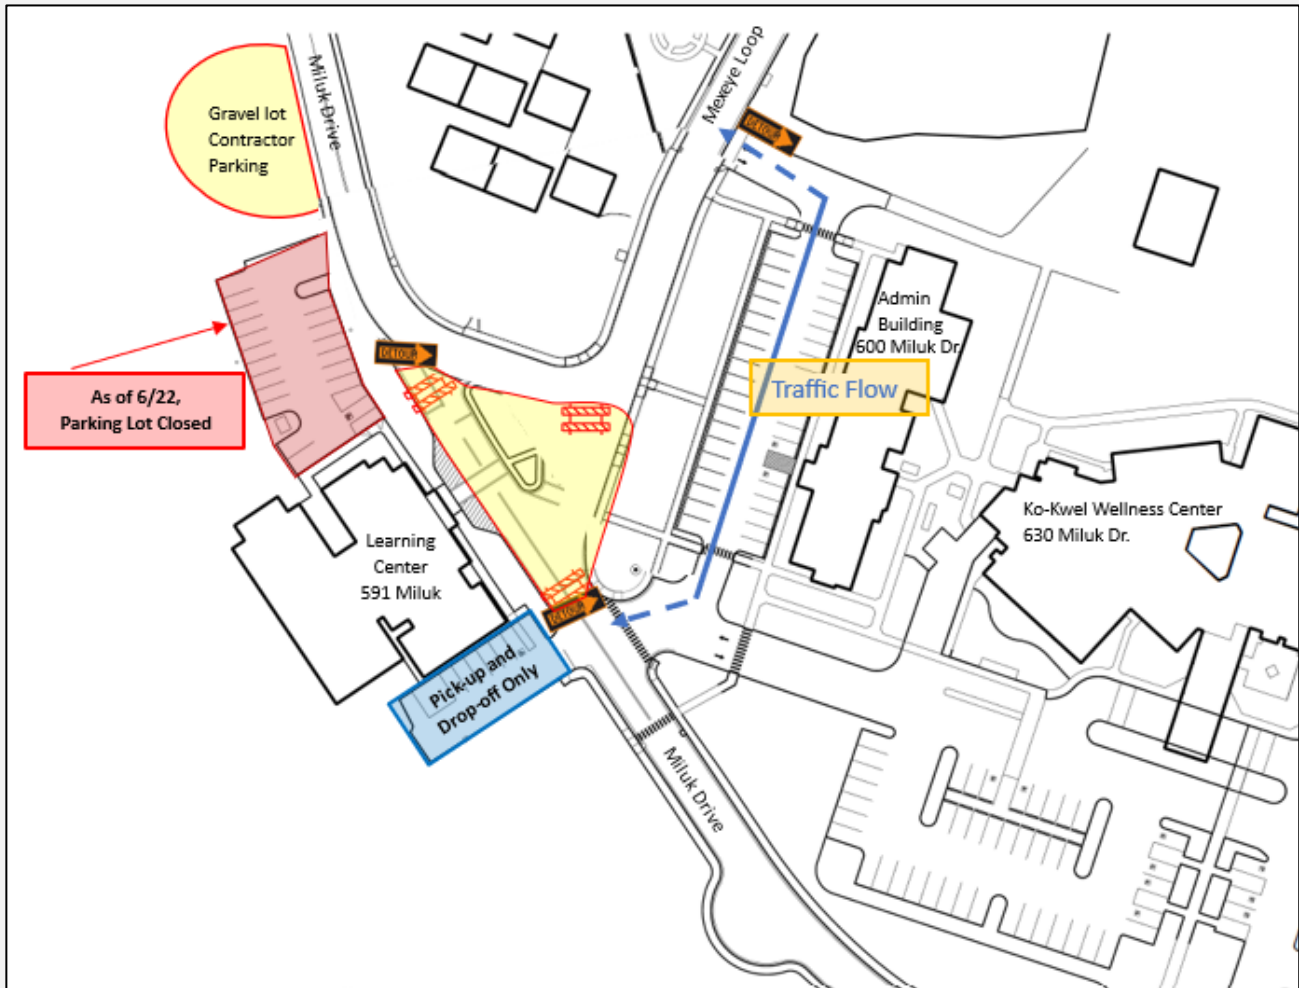 Mexeye Loop
Miluk Drive
DETOUR
Gravel lot
Contractor
Parking
Admin
Building
600 Miluk Dr.
DETOUR
As of 6/22,
Parking Lot Closed
Traffic Flow
Ko-Kwel Wellness Center
630 Miluk Dr.
Learning
Center
591 Miluk
DETOUR
Pick-up and
Drop-off Only
Miluk Drive